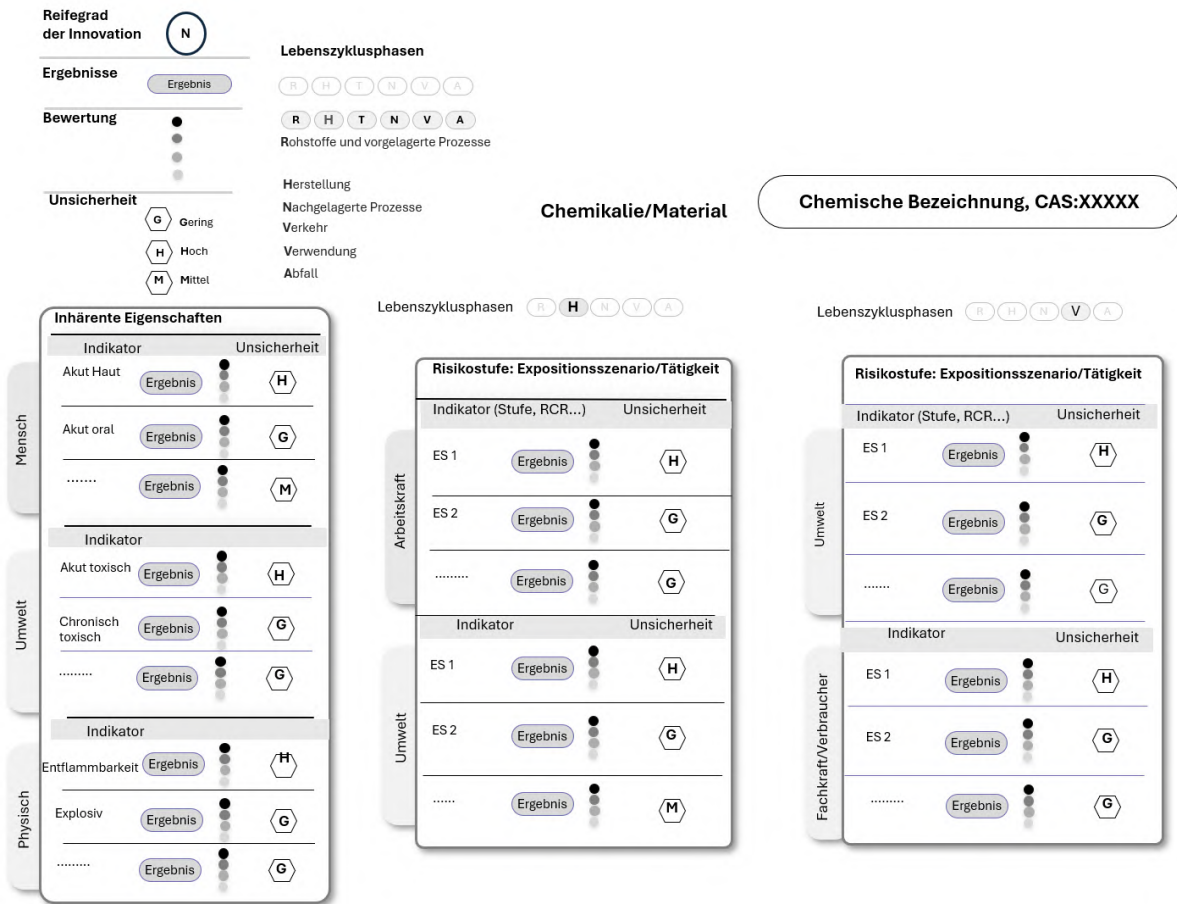 Reifegrad
der Innovation
N
Ergebnisse
Ergebnis
Bewertung
Unsicherheit
G Gering
H Hoch
M Mittel
Lebenszyklusphasen
R H T N V A
R H T N V A
Rohstoffe und vorgelagerte Prozesse
Herstellung
Nachgelagerte Prozesse
Verkehr
Verwendung
Abfall
Chemikalie/Material
Chemische Bezeichnung, CAS:XXXXX
Inhärente Eigenschaften
Indikator Unsicherheit
Mensch
Akut Haut Ergebnis H
Akut oral Ergebnis G
....... Ergebnis M
Indikator
Umwelt
Akut toxisch Ergebnis H
Chronisch
toxisch Ergebnis G
......... Ergebnis G
Indikator
Physisch
Entflammbarkeit Ergebnis H
Explosiv Ergebnis G
......... Ergebnis G
Lebenszyklusphasen R H N V A
Risikostufe: Expositionsszenario/Tätigkeit
Indikator (Stufe, RCR...) Unsicherheit
Arbeitskraft
ES 1 Ergebnis H
ES 2 Ergebnis G
......... Ergebnis G
Indikator Unsicherheit
Umwelt
ES 1 Ergebnis H
ES 2 Ergebnis G
...... Ergebnis M
Lebenszyklusphasen R H N V A
Risikostufe: Expositionsszenario/Tätigkeit
Indikator (Stufe, RCR...) Unsicherheit
Umwelt
ES 1 Ergebnis H
ES 2 Ergebnis G
....... Ergebnis G
Indikator Unsicherheit
Fachkraft/Verbraucher
ES 1 Ergebnis H
ES 2 Ergebnis G
......... Ergebnis G